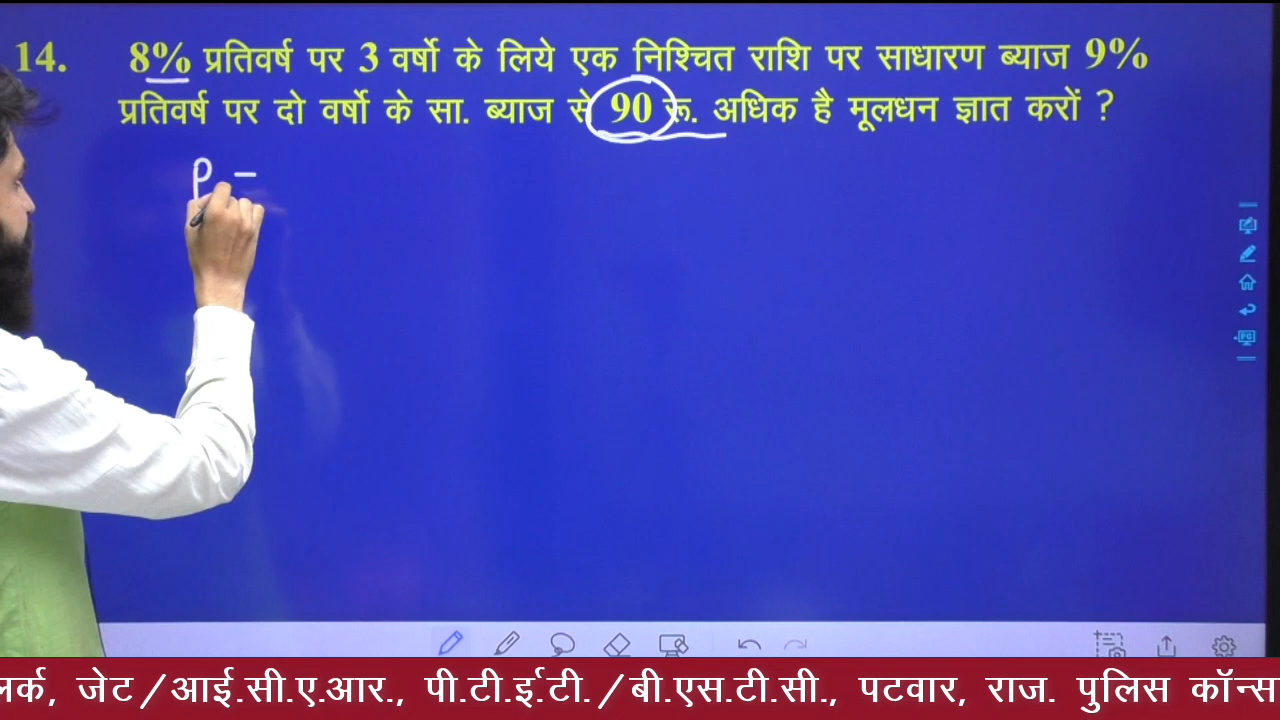 14. 8% प्रतिवर्ष पर 3 वर्षो के लिये एक निश्चित राशि पर साधारण ब्याज 9%
प्रतिवर्ष पर दो वर्षो के सा. ब्याज से 90 रू. अधिक है मूलधन ज्ञात करों ?
P -
PG
लर्क, जेट/आई.सी.ए.आर., पी.टी.ई.टी./बी.एस.टी.सी., पटवार, राज. पुलिस कॉन्स